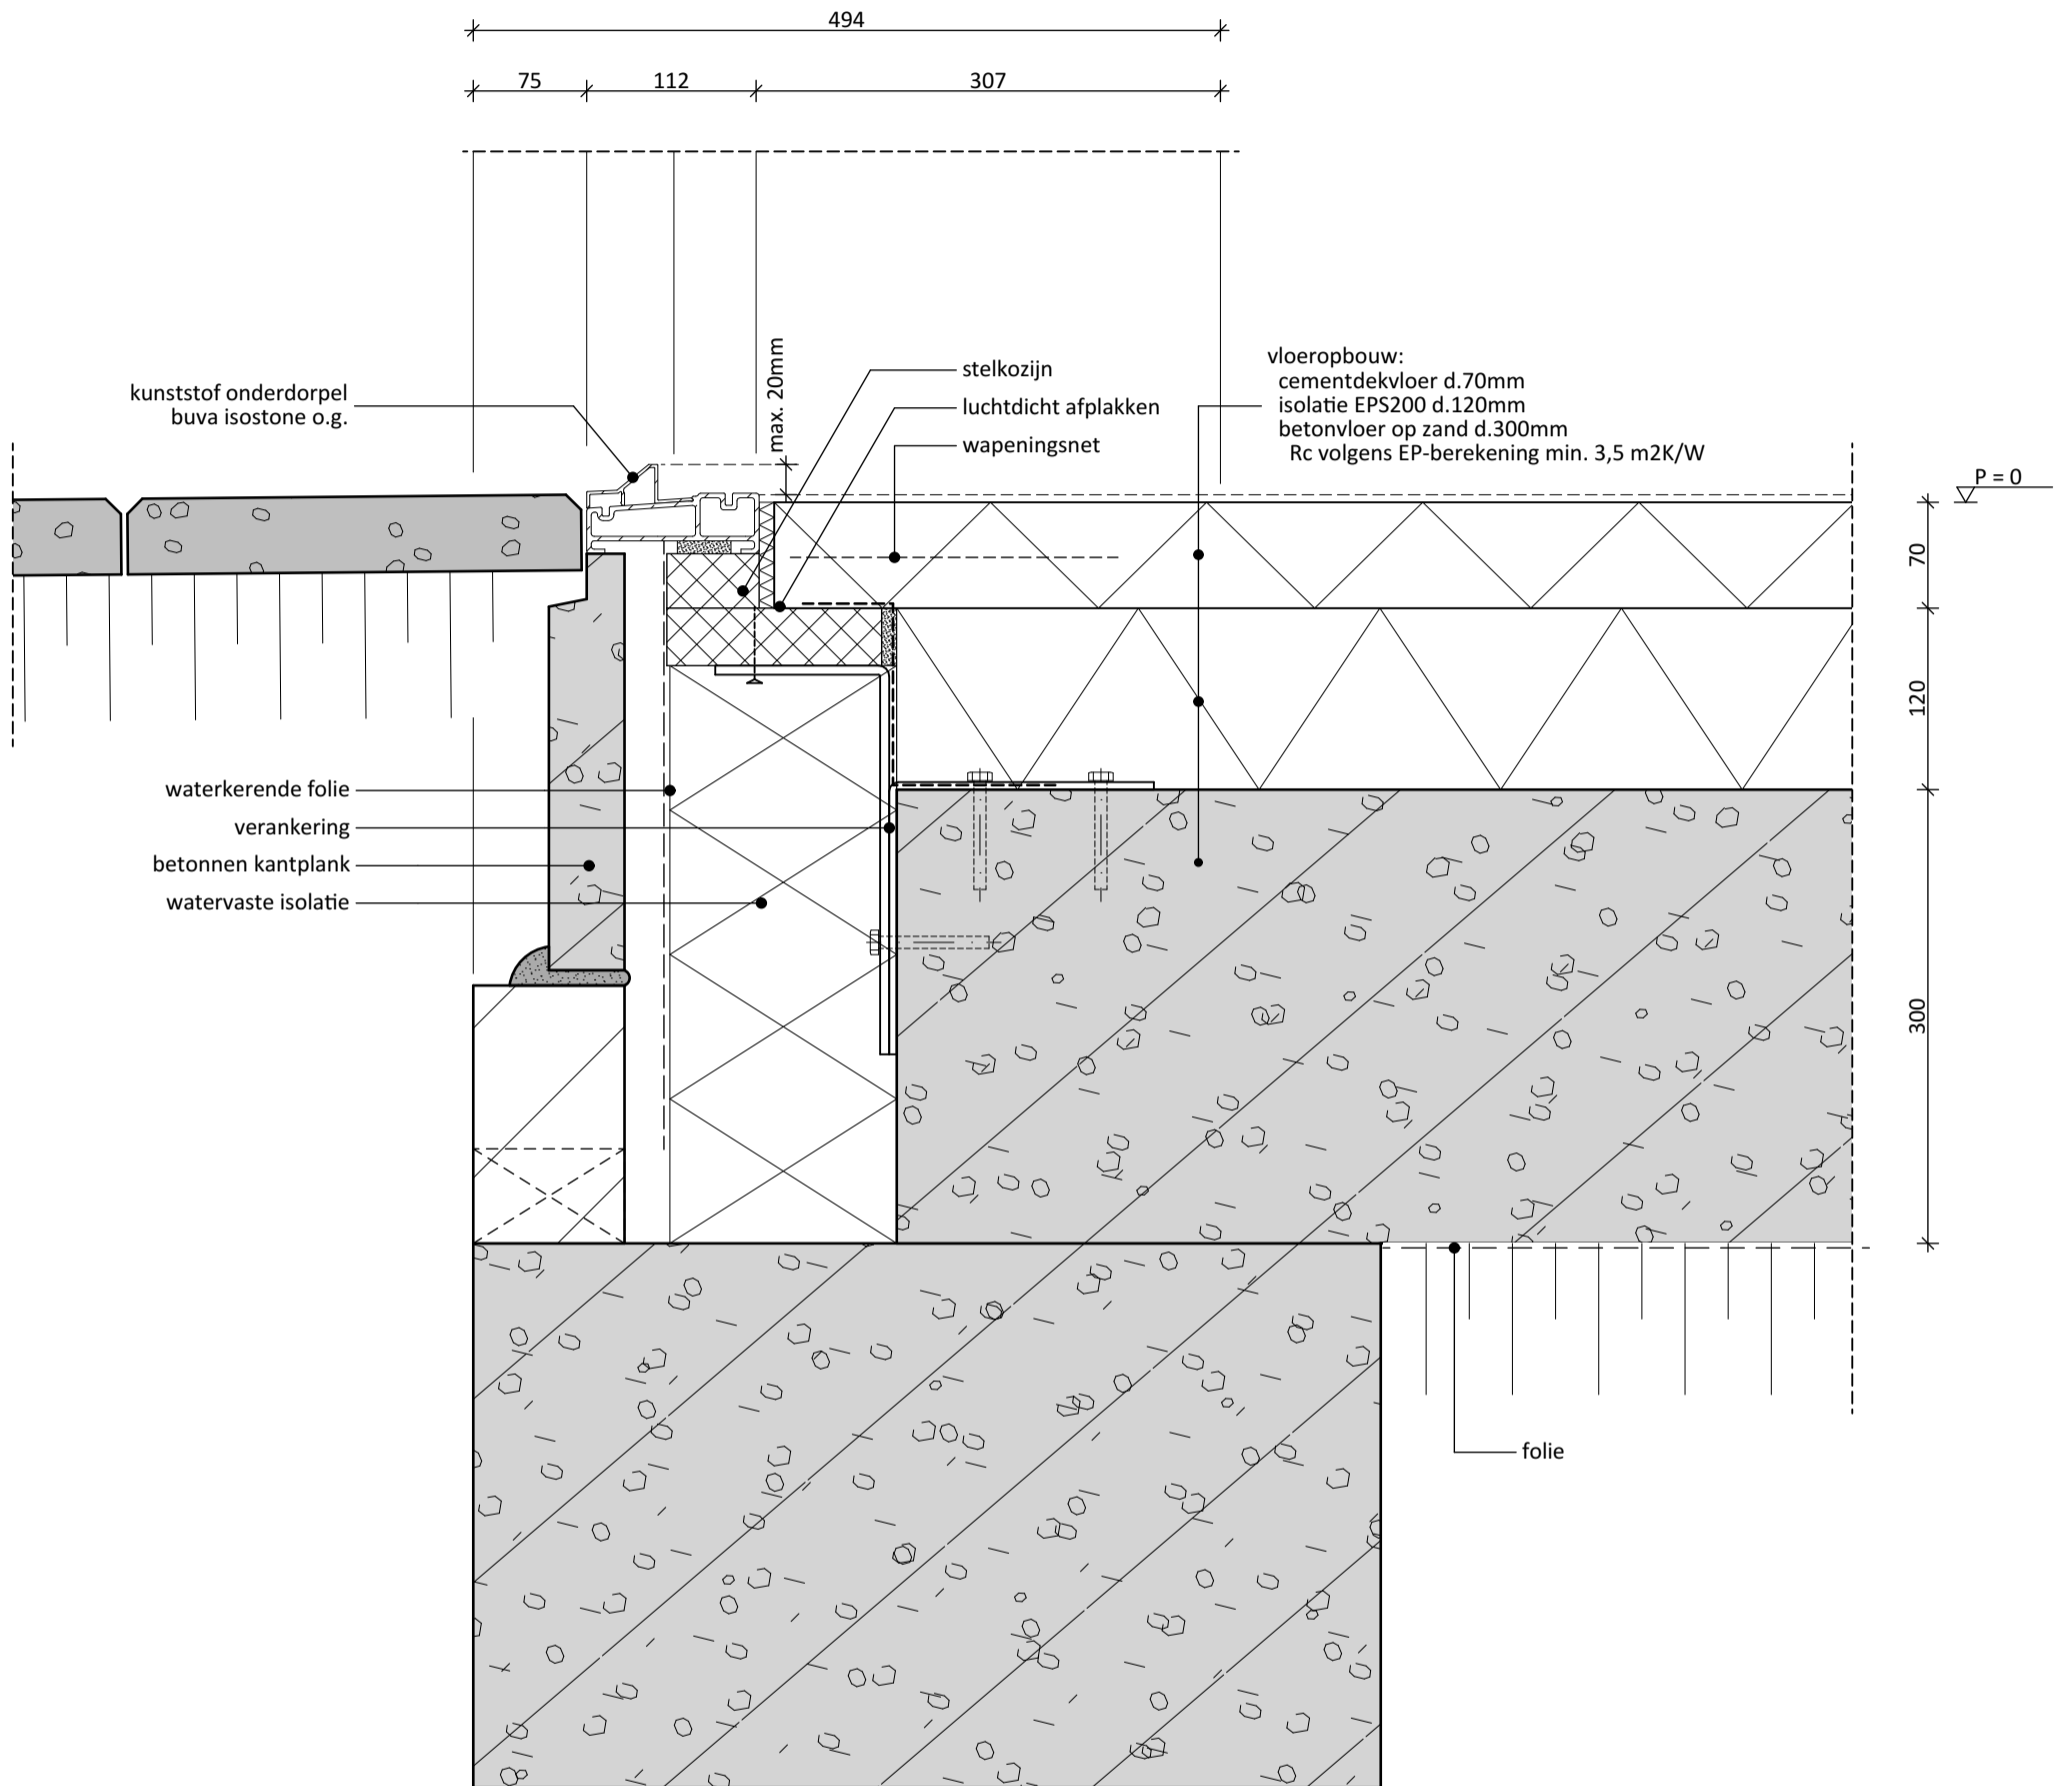 494
75
112
307
max. 20mm
kunststof onderdorpel
buva isostone o.g.
stelkozijn
luchtdicht afplakken
wapeningsnet
vloeropbouw:
cementdekvloer d.70mm
isolatie EPS200 d.120mm
betonvloer op zand d.300mm
Rc volgens EP-berekening min. 3,5 m2K/W
P = 0
70
120
300
waterkerende folie
verankering
betonnen kantplank
watervaste isolatie
folie